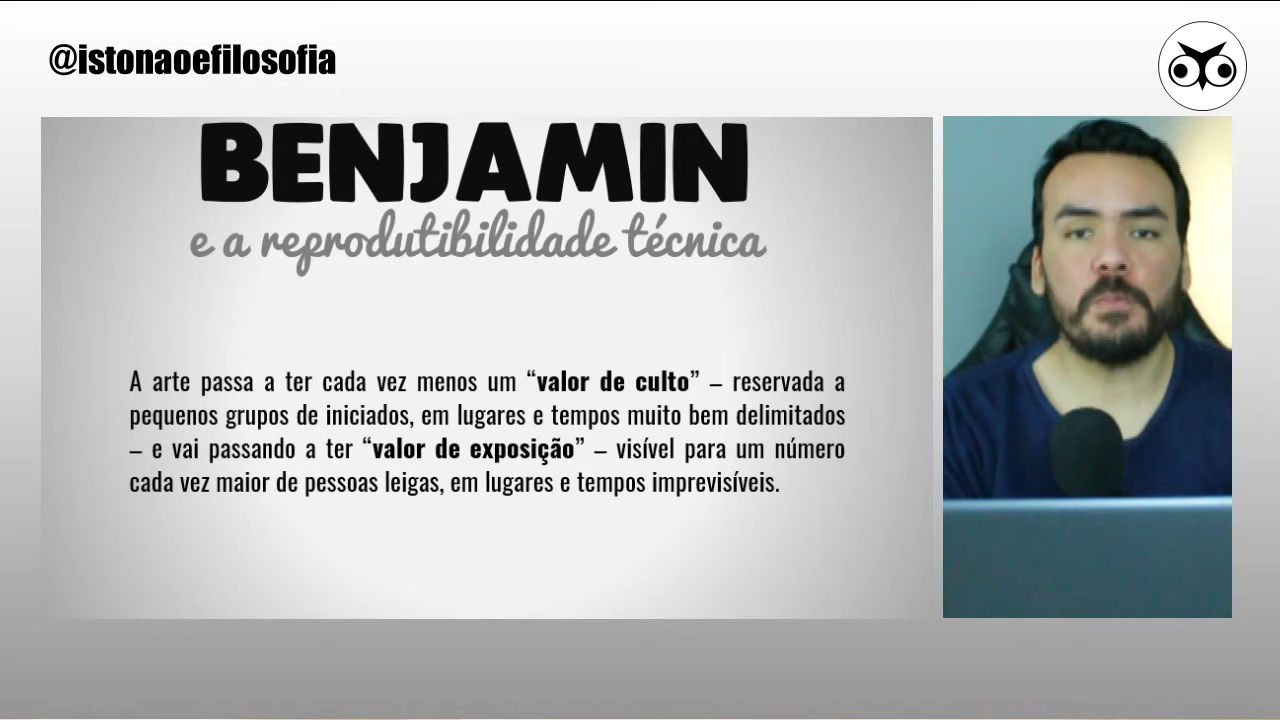 @istonaoefilosofia
BENJAMIN
e a reprodutibilidade técnica
A arte passa a ter cada vez menos um “valor de culto” – reservada a
pequenos grupos de iniciados, em lugares e tempos muito bem delimitados
– e vai passando a ter “valor de exposição” – visível para um número
cada vez maior de pessoas leigas, em lugares e tempos imprevisíveis.